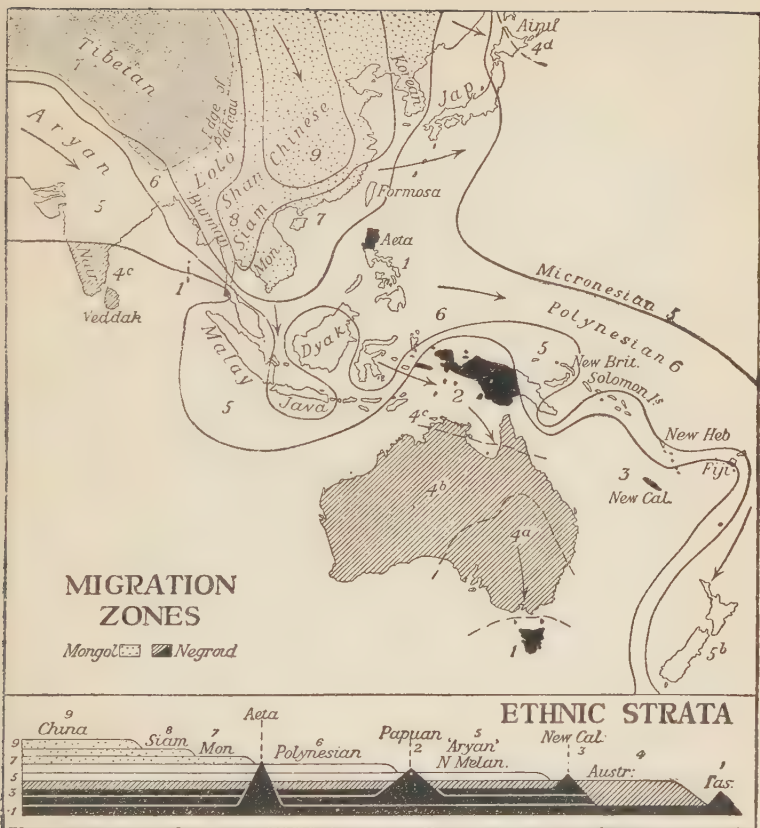 Tibetan
1
Aryan
5
6
Edge of
Plateau
Lolo
Burman
Shan
8
Siam
Chinese
9
Korean
Jap.
Ainu
4d
Formosa
7
Mon.
Aeta
1
4c
Veddah
1
Malay
5
Dyak
Java
6
Micronesian 5
Polynesian 6
5
New Brit.
Solomon Is
2
4c
New Heb
Fiji
3
New Cal.
4b
4a
1
5b
MIGRATION
ZONES
Mongol Negroid
ETHNIC STRATA
9
China
8
Siam
7
Mon
Aeta
6
Polynesian
Papuan
2
5
'Aryan'
N Melan.
New Cal:
3
4
Austr:
1
Tas:
9
7
5
3
1